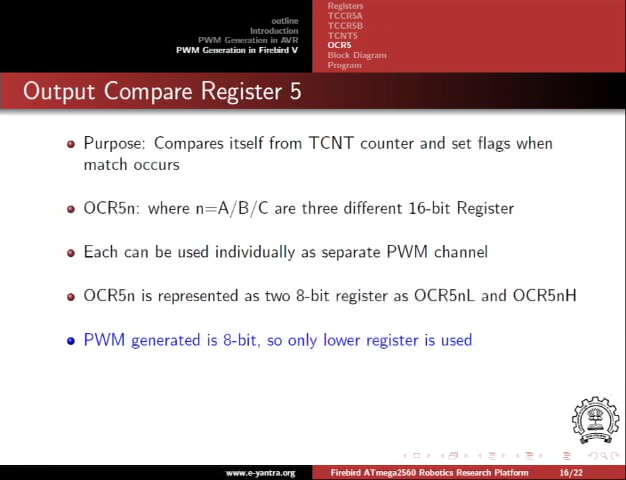 outline
Introduction
PWM Generation in AVR
PWM Generation in Firebird V
Registers
TCCR5A
TCCR5B
TCNT5
OCR5
Block Diagram
Program
Output Compare Register 5
Purpose: Compares itself from TCNT counter and set flags when
match occurs
OCR5n: where n=A/B/C are three different 16-bit Register
Each can be used individually as separate PWM channel
OCR5n is represented as two 8-bit register as OCR5nL and OCR5nH
PWM generated is 8-bit, so only lower register is used
www.e-yantra.org
Firebird ATmega2560 Robotics Research Platform
16/22